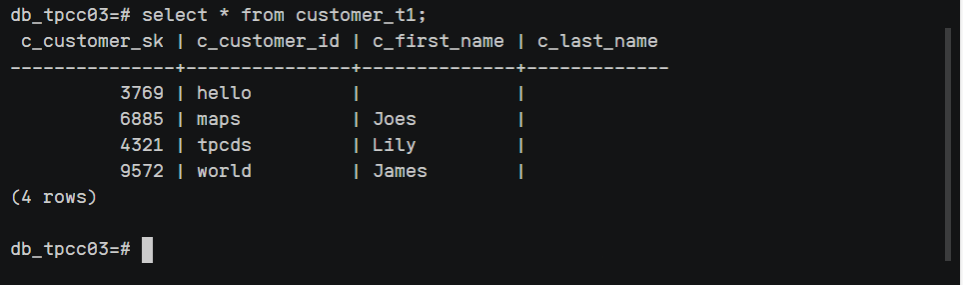 db_tpcc03=# select * from customer_t1;
 c_customer_sk | c_customer_id | c_first_name | c_last_name
---------------+---------------+--------------+-------------
          3769 | hello         |              |
          6885 | maps          | Joes         |
          4321 | tpcds         | Lily         |
          9572 | world         | James        |
(4 rows)
db_tpcc03=#